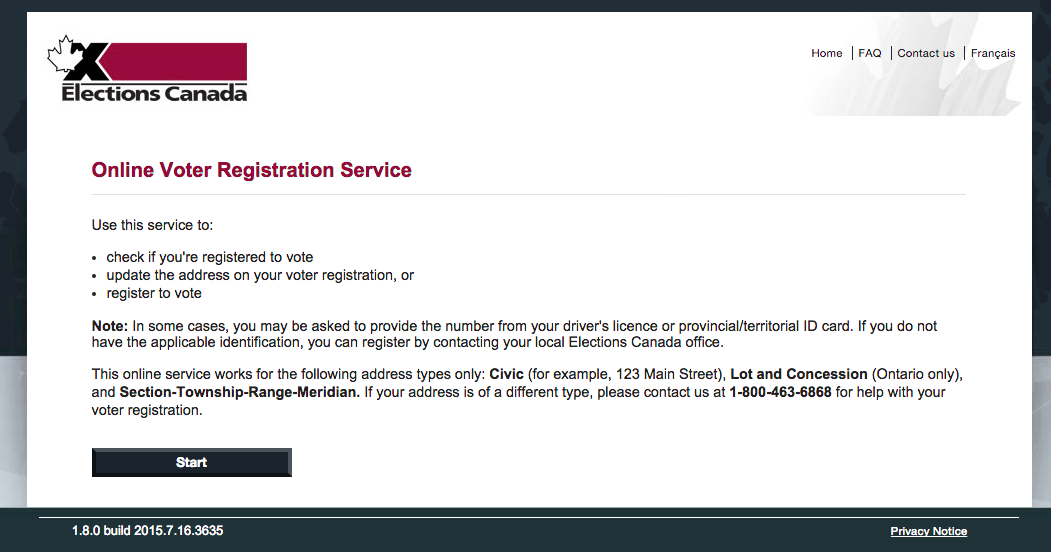 Elections Canada
Home FAQ Contact us Français
Online Voter Registration Service
Use this service to:
• check if you're registered to vote
• update the address on your voter registration, or
• register to vote
Note: In some cases, you may be asked to provide the number from your driver's licence or provincial/territorial ID card. If you do not
have the applicable identification, you can register by contacting your local Elections Canada office.
This online service works for the following address types only: Civic (for example, 123 Main Street), Lot and Concession (Ontario only),
and Section-Township-Range-Meridian. If your address is of a different type, please contact us at 1-800-463-6868 for help with your
voter registration.
Start
1.8.0 build 2015.7.16.3635
Privacy Notice